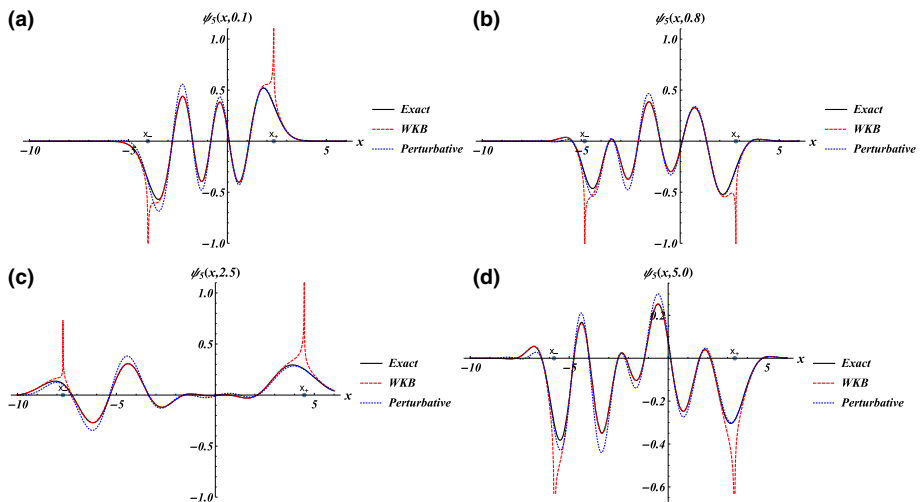 (a)
ψ₅(x,0.1)
1.0
0.5
-0.5
-1.0
-10
-5
5
x
x₋
x₊
Exact
WKB
Perturbative
(b)
ψ₅(x,0.8)
1.0
0.5
-0.5
-1.0
-10
-5
5
x
x₋
x₊
Exact
WKB
Perturbative
(c)
ψ₅(x,2.5)
1.0
0.5
-0.5
-1.0
-10
-5
5
x
x₋
x₊
Exact
WKB
Perturbative
(d)
ψ₅(x,5.0)
0.2
-0.2
-0.4
-0.6
-10
-5
5
x
x₋
x₊
Exact
WKB
Perturbative